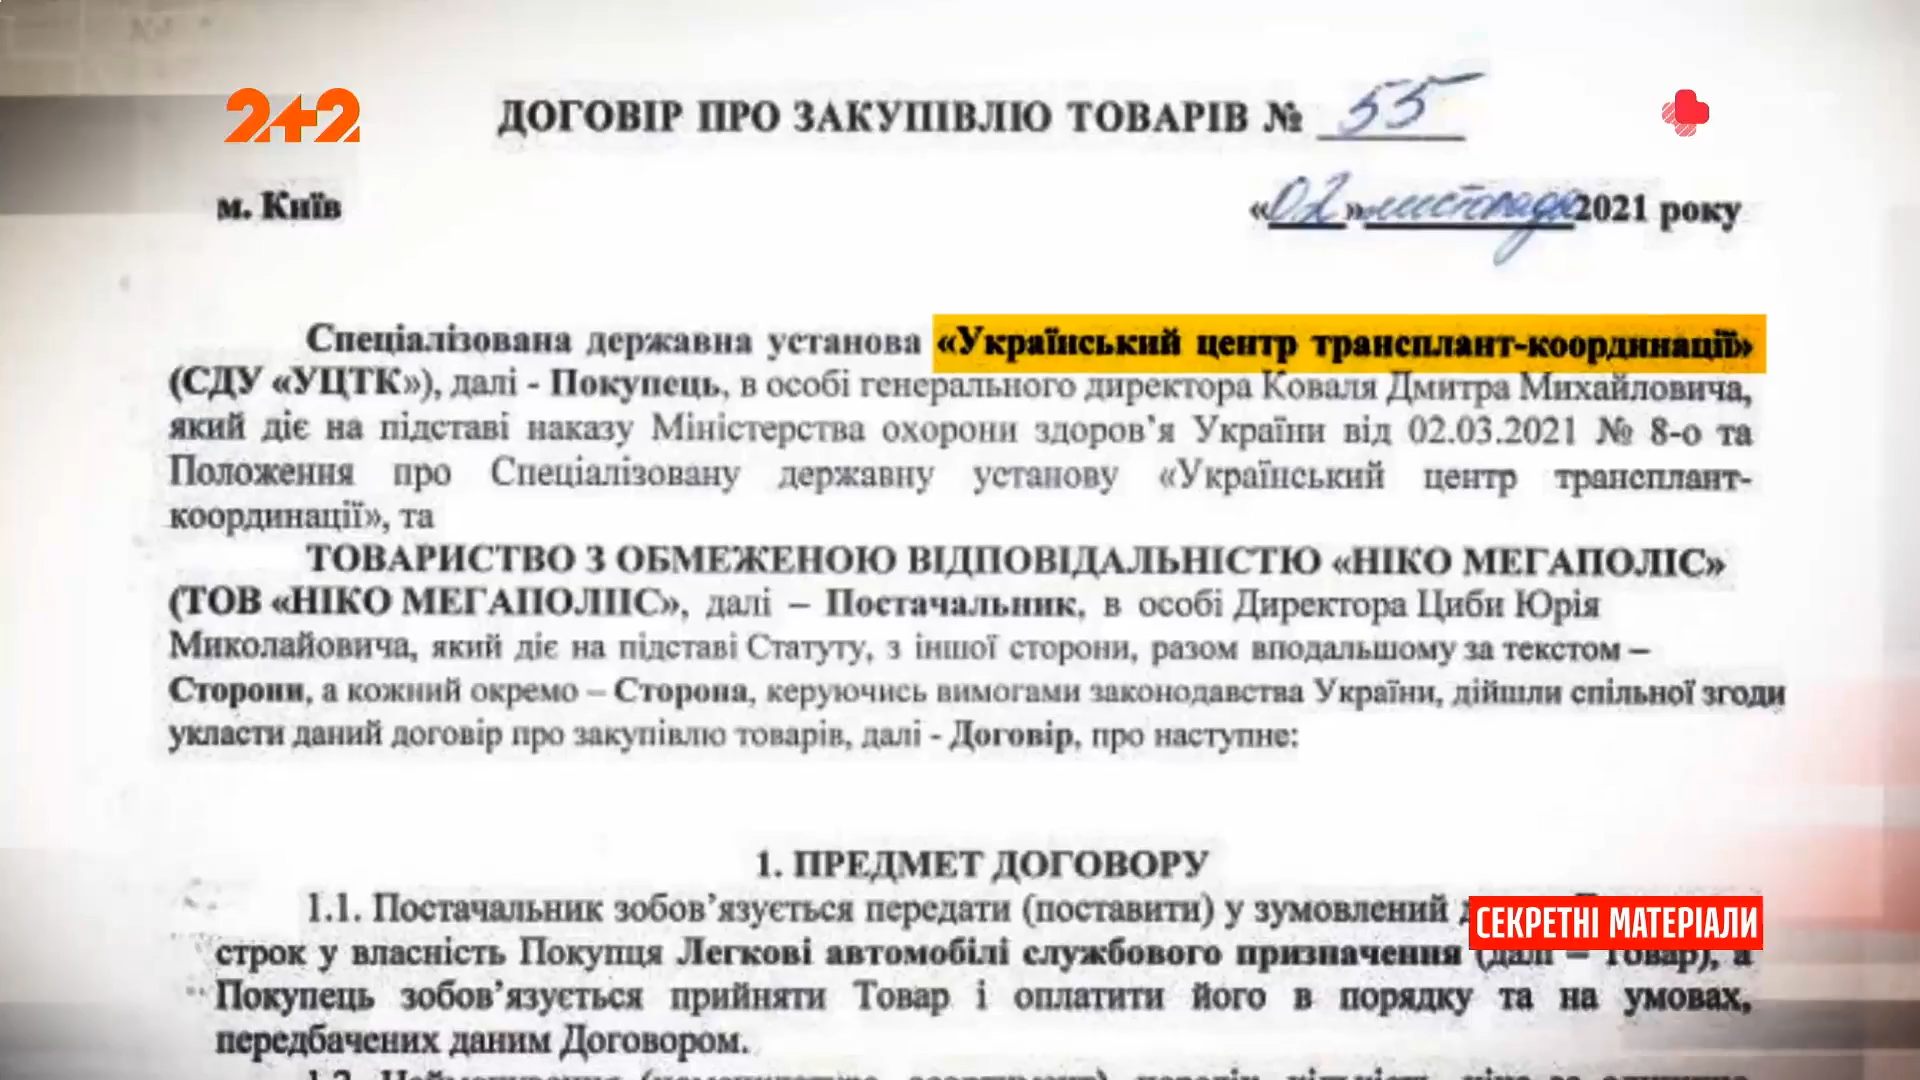 2+2
ДОГОВІР ПРО ЗАКУПІВЛЮ ТОВАРІВ № 55
м. Київ
«02» листопада 2021 року
Спеціалізована державна установа «Український центр трансплант-координації»
(СДУ «УЦТК»), далі - Покупець, в особі генерального директора Коваля Дмитра Михайловича,
який діє на підставі наказу Міністерства охорони здоров’я України від 02.03.2021 № 8-о та
Положення про Спеціалізовану державну установу «Український центр трансплант-
координації», та
ТОВАРИСТВО З ОБМЕЖЕНОЮ ВІДПОВІДАЛЬНІСТЮ «НІКО МЕГАПОЛІС»
(ТОВ «НІКО МЕГАПОЛІС», далі – Постачальник, в особі Директора Циби Юрія
Миколайовича, який діє на підставі Статуту, з іншої сторони, разом вподальшому за текстом –
Сторони, а кожний окремо – Сторона, керуючись вимогами законодавства України, дійшли спільної згоди
укласти даний договір про закупівлю товарів, далі - Договір, про наступне:
1. ПРЕДМЕТ ДОГОВОРУ
1.1. Постачальник зобов’язується передати (поставити) у зумовлений
СЕКРЕТНІ МАТЕРІАЛИ
строк у власність Покупця Легкові автомобілі службового призначення (далі – Товар), а
Покупець зобов’язується прийняти Товар і оплатити його в порядку та на умовах,
передбачених даним Договором.